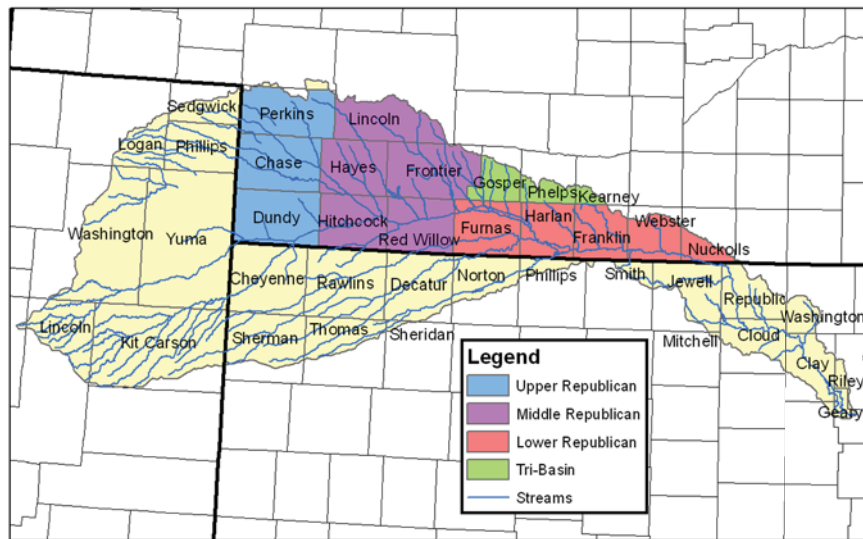 Sedgwick
Perkins
Lincoln
Logan
Phillips
Chase
Hayes
Frontier
Gosper
Phelps
Kearney
Washington
Yuma
Dundy
Hitchcock
Red Willow
Furnas
Harlan
Franklin
Webster
Nuckolls
Cheyenne
Rawlins
Decatur
Norton
Phillips
Smith
Jewell
Republic
Washington
Lincoln
Kit Carson
Sherman
Thomas
Sheridan
Mitchell
Cloud
Clay
Riley
Geary
Legend
Upper Republican
Middle Republican
Lower Republican
Tri-Basin
Streams